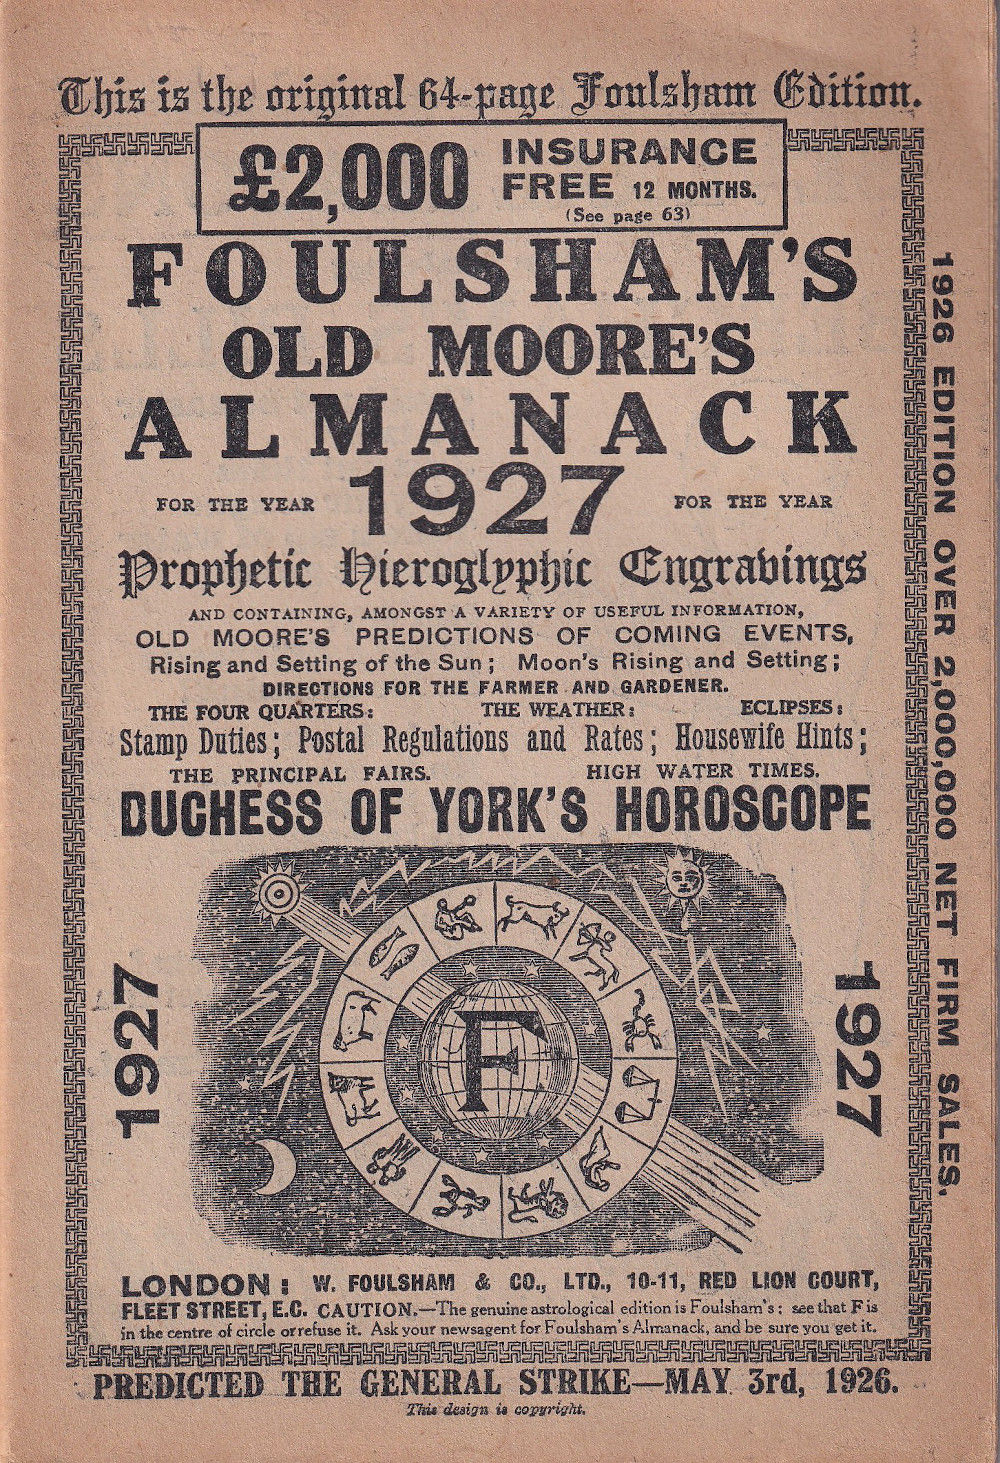 This is the original 64-page Foulsham Edition.
£2,000 INSURANCE
FREE 12 MONTHS.
(See page 63)
FOULSHAM'S
OLD MOORE'S
ALMANACK
FOR THE YEAR 1927 FOR THE YEAR
Prophetic Hieroglyphic Engravings
AND CONTAINING, AMONGST A VARIETY OF USEFUL INFORMATION,
OLD MOORE'S PREDICTIONS OF COMING EVENTS,
Rising and Setting of the Sun; Moon's Rising and Setting;
DIRECTIONS FOR THE FARMER AND GARDENER.
THE FOUR QUARTERS: THE WEATHER: ECLIPSES:
Stamp Duties; Postal Regulations and Rates; Housewife Hints;
THE PRINCIPAL FAIRS. HIGH WATER TIMES.
DUCHESS OF YORK'S HOROSCOPE
1927
F
1927
LONDON: W. FOULSHAM & CO., LTD., 10-11, RED LION COURT,
FLEET STREET, E.C. CAUTION.—The genuine astrological edition is Foulsham's; see that F is
in the centre of circle or refuse it. Ask your newsagent for Foulsham's Almanack, and be sure you get it.
1926 EDITION OVER 2,000,000 NET FIRM SALES.
PREDICTED THE GENERAL STRIKE—MAY 3rd, 1926.
This design is copyright.